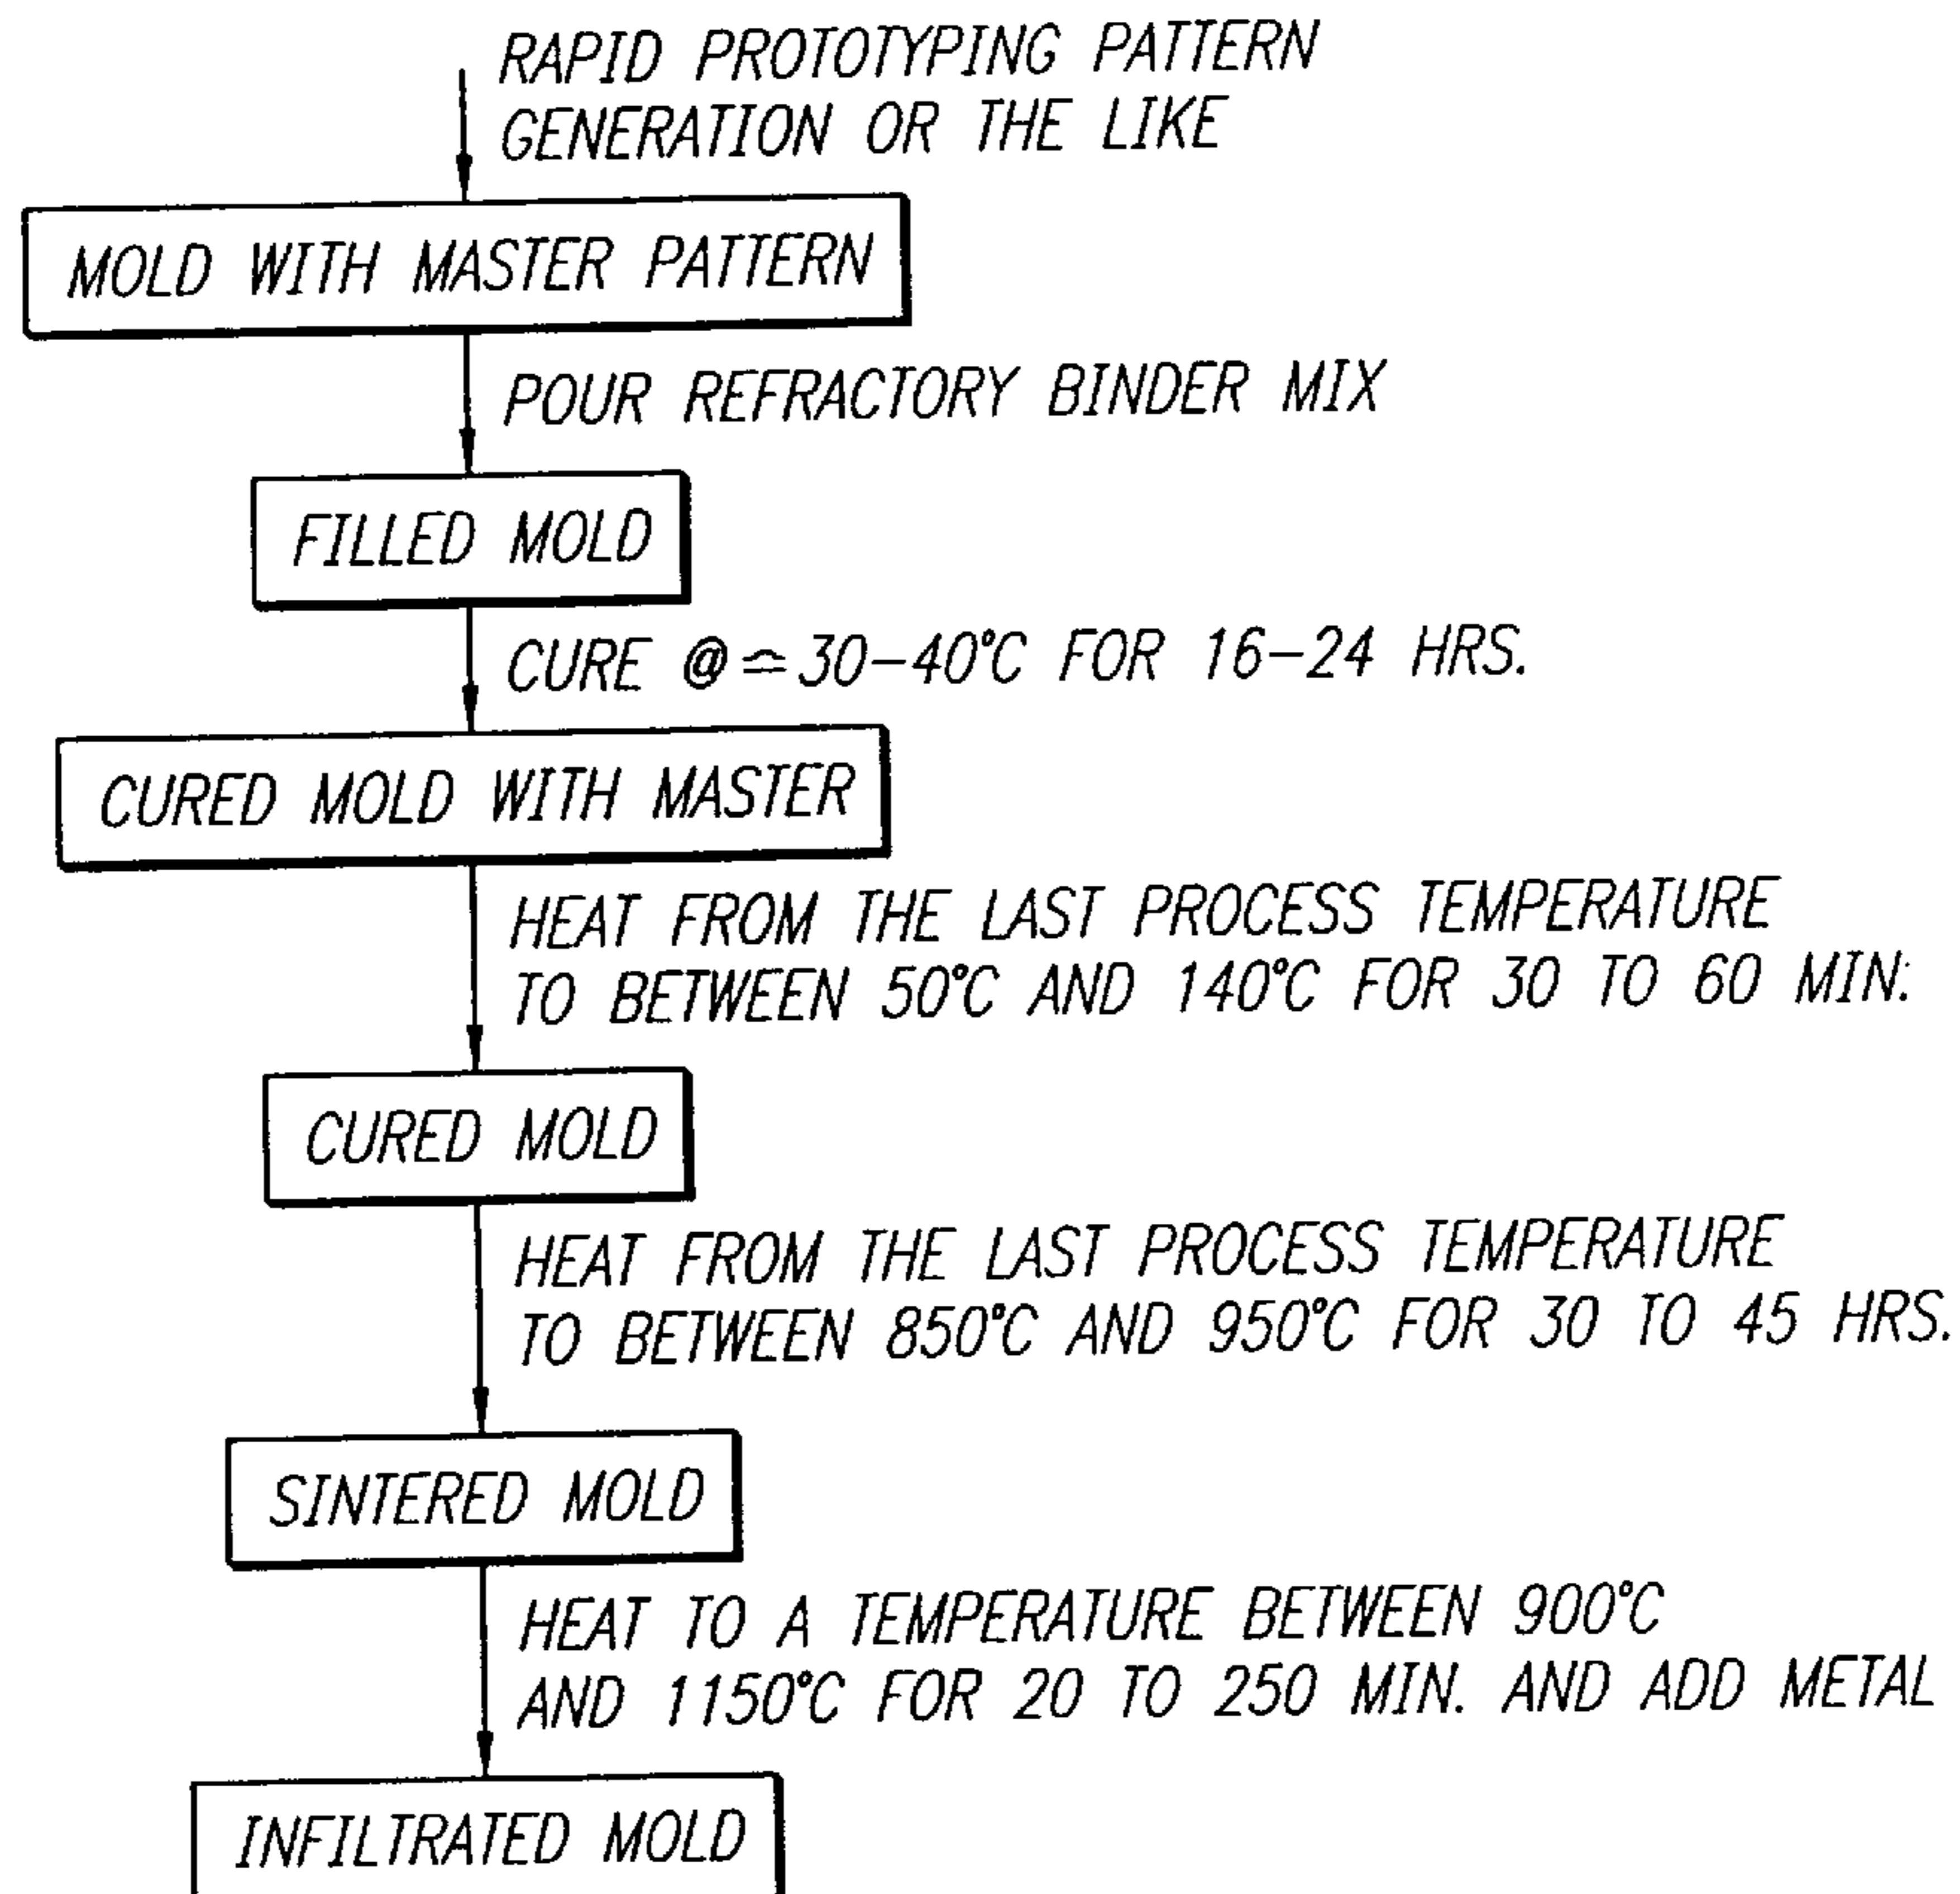 RAPID PROTOTYPING PATTERN
GENERATION OR THE LIKE
MOLD WITH MASTER PATTERN
POUR REFRACTORY BINDER MIX
FILLED MOLD
CURE @ ≏ 30-40°C FOR 16-24 HRS.
CURED MOLD WITH MASTER
HEAT FROM THE LAST PROCESS TEMPERATURE
TO BETWEEN 50°C AND 140°C FOR 30 TO 60 MIN.
CURED MOLD
HEAT FROM THE LAST PROCESS TEMPERATURE
TO BETWEEN 850°C AND 950°C FOR 30 TO 45 HRS.
SINTERED MOLD
HEAT TO A TEMPERATURE BETWEEN 900°C
AND 1150°C FOR 20 TO 250 MIN. AND ADD METAL
INFILTRATED MOLD